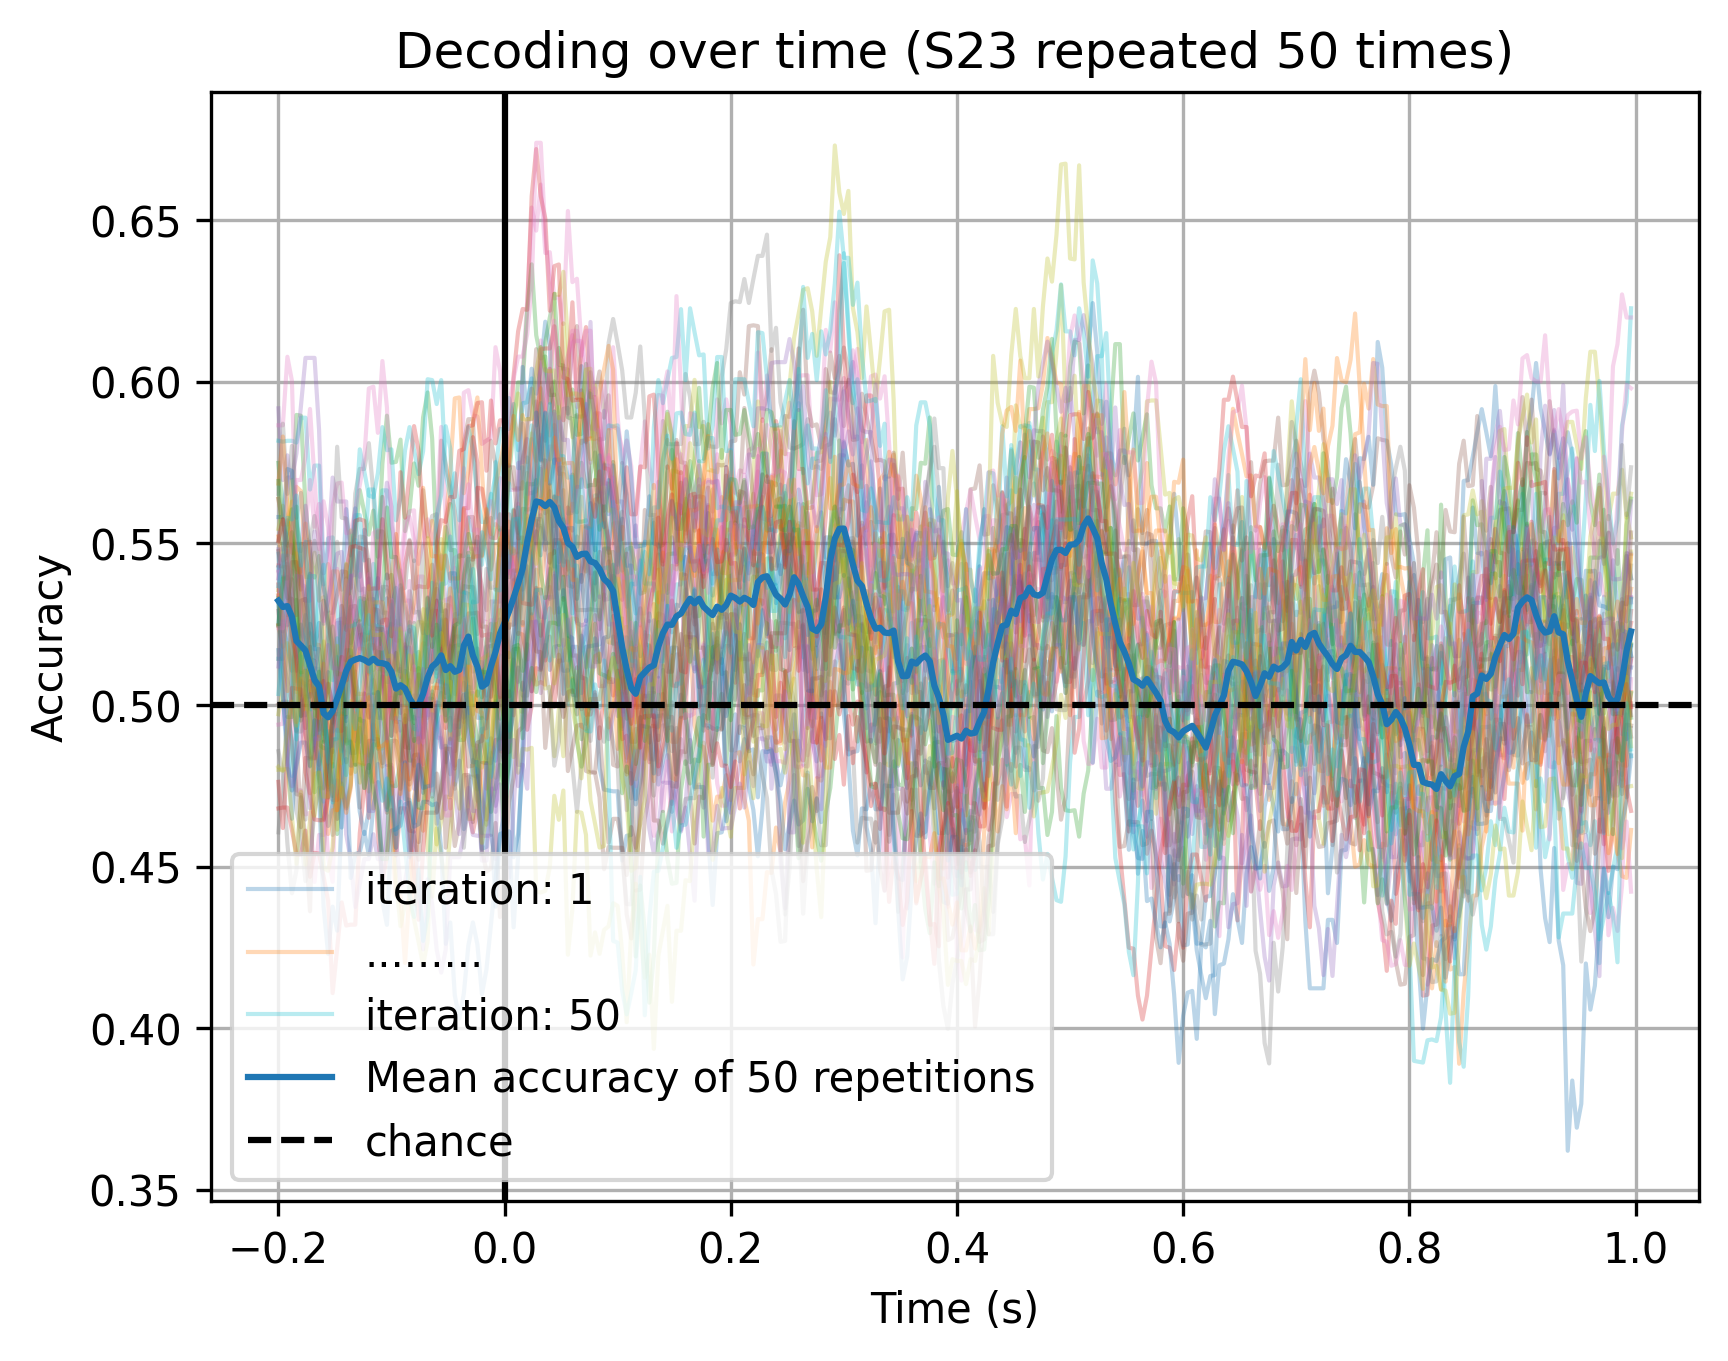 Decoding over time (S23 repeated 50 times)
Accuracy
0.65
0.60
0.55
0.50
0.45
0.40
0.35
iteration: 1
.........
iteration: 50
Mean accuracy of 50 repetitions
chance
−0.2 0.0 0.2 0.4 0.6 0.8 1.0
Time (s)